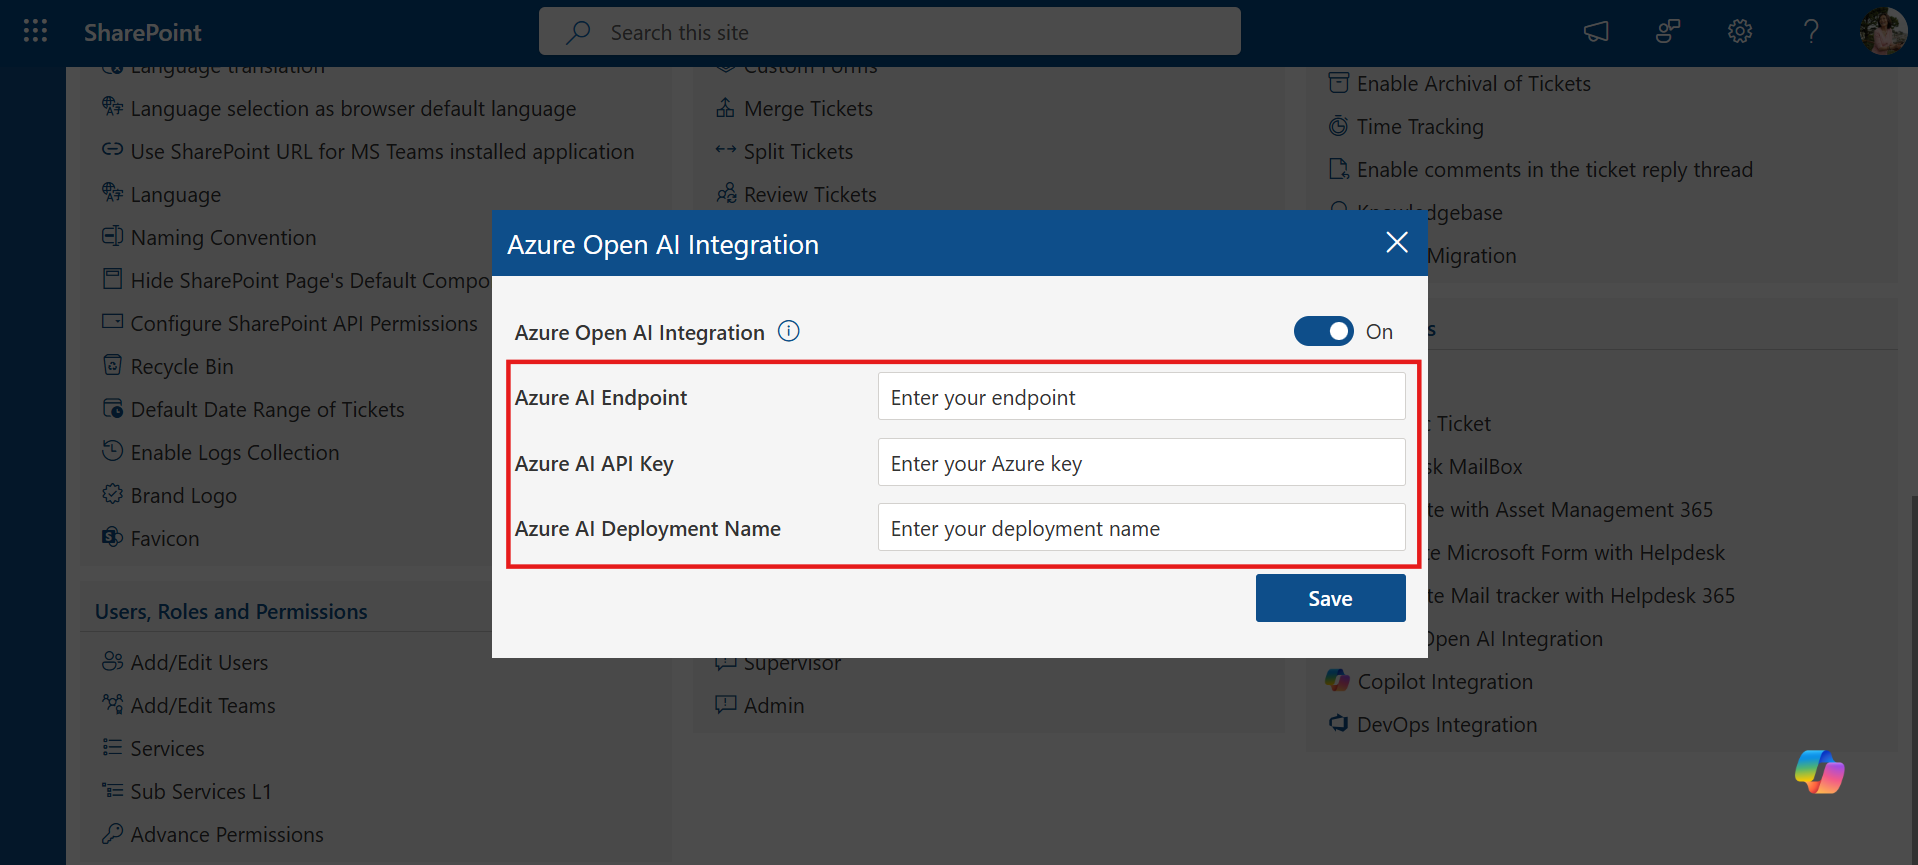 SharePoint
Search this site
Language translation
Language selection as browser default language
Use SharePoint URL for MS Teams installed application
Language
Naming Convention
Hide SharePoint Page's Default Compo
Configure SharePoint API Permissions
Recycle Bin
Default Date Range of Tickets
Enable Logs Collection
Brand Logo
Favicon
Users, Roles and Permissions
Add/Edit Users
Add/Edit Teams
Services
Sub Services L1
Advance Permissions
Custom Forms
Merge Tickets
Split Tickets
Review Tickets
Azure Open AI Integration
Azure Open AI Integration
On
Azure AI Endpoint
Enter your endpoint
Azure AI API Key
Enter your Azure key
Azure AI Deployment Name
Enter your deployment name
Save
Supervisor
Admin
Enable Archival of Tickets
Time Tracking
Enable comments in the ticket reply thread
Knowledgebase
Migration
s
t Ticket
sk MailBox
te with Asset Management 365
te Microsoft Form with Helpdesk
te Mail tracker with Helpdesk 365
Open AI Integration
Copilot Integration
DevOps Integration